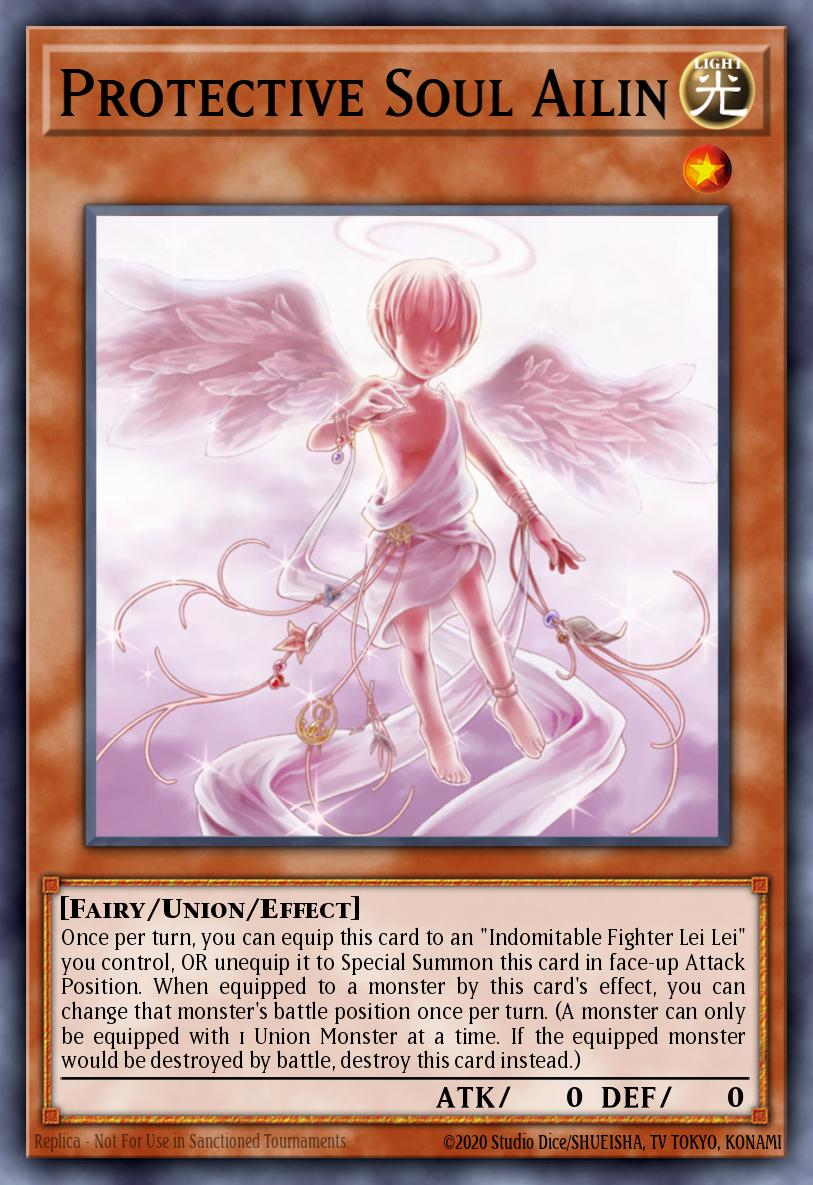 Protective Soul Ailin
LIGHT
光
[Fairy/Union/Effect]
Once per turn, you can equip this card to an "Indomitable Fighter Lei Lei"
you control, OR unequip it to Special Summon this card in face-up Attack
Position. When equipped to a monster by this card's effect, you can
change that monster's battle position once per turn. (A monster can only
be equipped with 1 Union Monster at a time. If the equipped monster
would be destroyed by battle, destroy this card instead.)
ATK/ 0 DEF/ 0
Replica - Not For Use in Sanctioned Tournaments.
©2020 Studio Dice/SHUEISHA, TV TOKYO, KONAMI